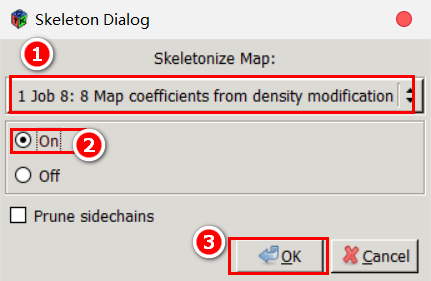 Skeleton Dialog
1
Skeletonize Map:
1 Job 8: 8 Map coefficients from density modification
On
2
Off
Prune sidechains
3
OK
Cancel